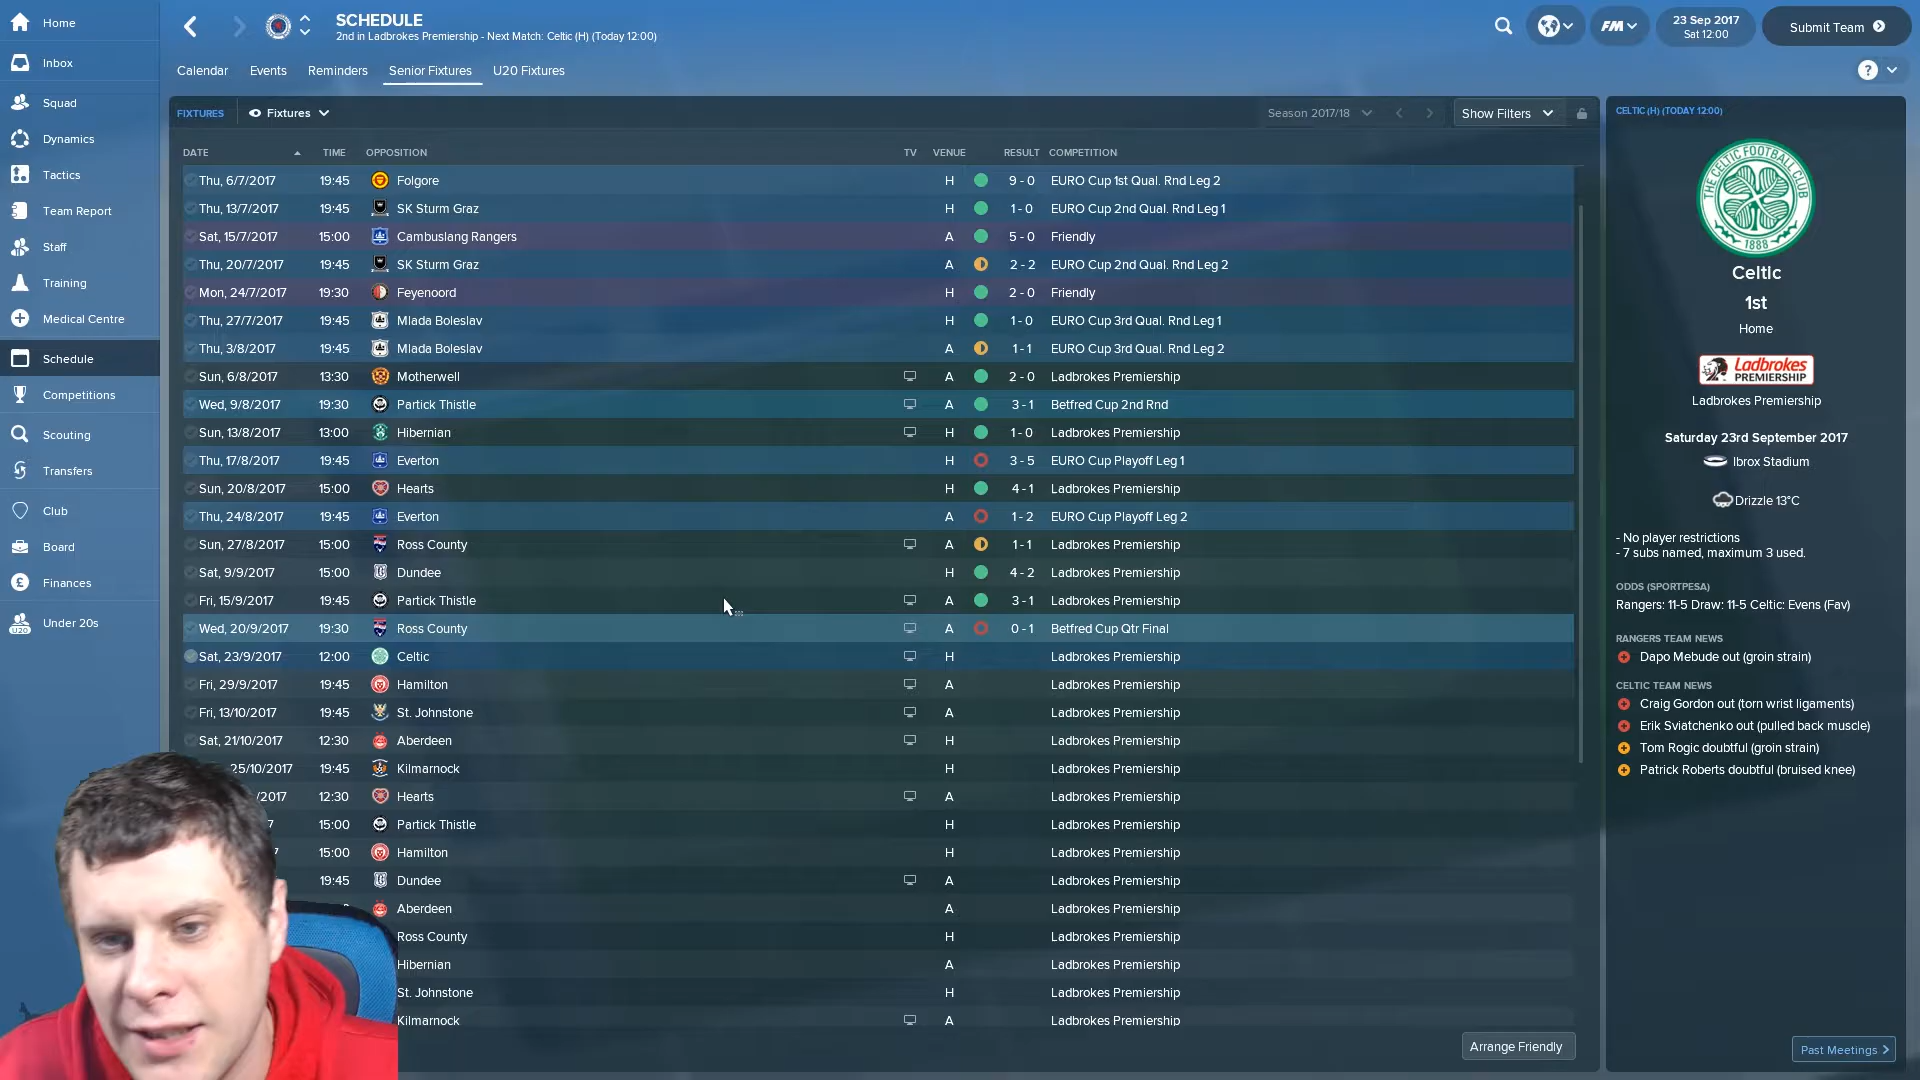 Home
Inbox
Squad
Dynamics
Tactics
Team Report
Staff
Training
Medical Centre
Schedule
Competitions
Scouting
Transfers
Club
Board
Finances
Under 20s
SCHEDULE
2nd in Ladbrokes Premiership - Next Match: Celtic (H) (Today 12:00)
FM
23 Sep 2017
Sat 12:00
Submit Team
Calendar Events Reminders Senior Fixtures U20 Fixtures
?
FIXTURES Fixtures Season 2017/18 Show Filters
DATE TIME OPPOSITION TV VENUE RESULT COMPETITION
Thu, 6/7/2017 19:45 Folgore H 9 - 0 EURO Cup 1st Qual. Rnd Leg 2
Thu, 13/7/2017 19:45 SK Sturm Graz H 1 - 0 EURO Cup 2nd Qual. Rnd Leg 1
Sat, 15/7/2017 15:00 Cambuslang Rangers A 5 - 0 Friendly
Thu, 20/7/2017 19:45 SK Sturm Graz A 2 - 2 EURO Cup 2nd Qual. Rnd Leg 2
Mon, 24/7/2017 19:30 Feyenoord H 2 - 0 Friendly
Thu, 27/7/2017 19:45 Mlada Boleslav H 1 - 0 EURO Cup 3rd Qual. Rnd Leg 1
Thu, 3/8/2017 19:45 Mlada Boleslav A 1 - 1 EURO Cup 3rd Qual. Rnd Leg 2
Sun, 6/8/2017 13:30 Motherwell A 2 - 0 Ladbrokes Premiership
Wed, 9/8/2017 19:30 Partick Thistle A 3 - 1 Betfred Cup 2nd Rnd
Sun, 13/8/2017 13:00 Hibernian H 1 - 0 Ladbrokes Premiership
Thu, 17/8/2017 19:45 Everton H 3 - 5 EURO Cup Playoff Leg 1
Sun, 20/8/2017 15:00 Hearts H 4 - 1 Ladbrokes Premiership
Thu, 24/8/2017 19:45 Everton A 1 - 2 EURO Cup Playoff Leg 2
Sun, 27/8/2017 15:00 Ross County A 1 - 1 Ladbrokes Premiership
Sat, 9/9/2017 15:00 Dundee H 4 - 2 Ladbrokes Premiership
Fri, 15/9/2017 19:45 Partick Thistle A 3 - 1 Ladbrokes Premiership
Wed, 20/9/2017 19:30 Ross County A 0 - 1 Betfred Cup Qtr Final
Sat, 23/9/2017 12:00 Celtic H Ladbrokes Premiership
Fri, 29/9/2017 19:45 Hamilton A Ladbrokes Premiership
Fri, 13/10/2017 19:45 St. Johnstone A Ladbrokes Premiership
Sat, 21/10/2017 12:30 Aberdeen H Ladbrokes Premiership
25/10/2017 19:45 Kilmarnock H Ladbrokes Premiership
/2017 12:30 Hearts A Ladbrokes Premiership
7 15:00 Partick Thistle H Ladbrokes Premiership
15:00 Hamilton H Ladbrokes Premiership
19:45 Dundee A Ladbrokes Premiership
Aberdeen A Ladbrokes Premiership
Ross County H Ladbrokes Premiership
Hibernian A Ladbrokes Premiership
St. Johnstone H Ladbrokes Premiership
Kilmarnock A Ladbrokes Premiership
Arrange Friendly
CELTIC (H) (TODAY 12:00)
THE CELTIC FOOTBALL CLUB
1888
Celtic
1st
Home
Ladbrokes
PREMIERSHIP
Ladbrokes Premiership
Saturday 23rd September 2017
Ibrox Stadium
Drizzle 13°C
- No player restrictions
- 7 subs named, maximum 3 used.
ODDS (SPORTPESA)
Rangers: 11-5 Draw: 11-5 Celtic: Evens (Fav)
RANGERS TEAM NEWS
Dapo Mebude out (groin strain)
CELTIC TEAM NEWS
Craig Gordon out (torn wrist ligaments)
Erik Sviatchenko out (pulled back muscle)
Tom Rogic doubtful (groin strain)
Patrick Roberts doubtful (bruised knee)
Past Meetings